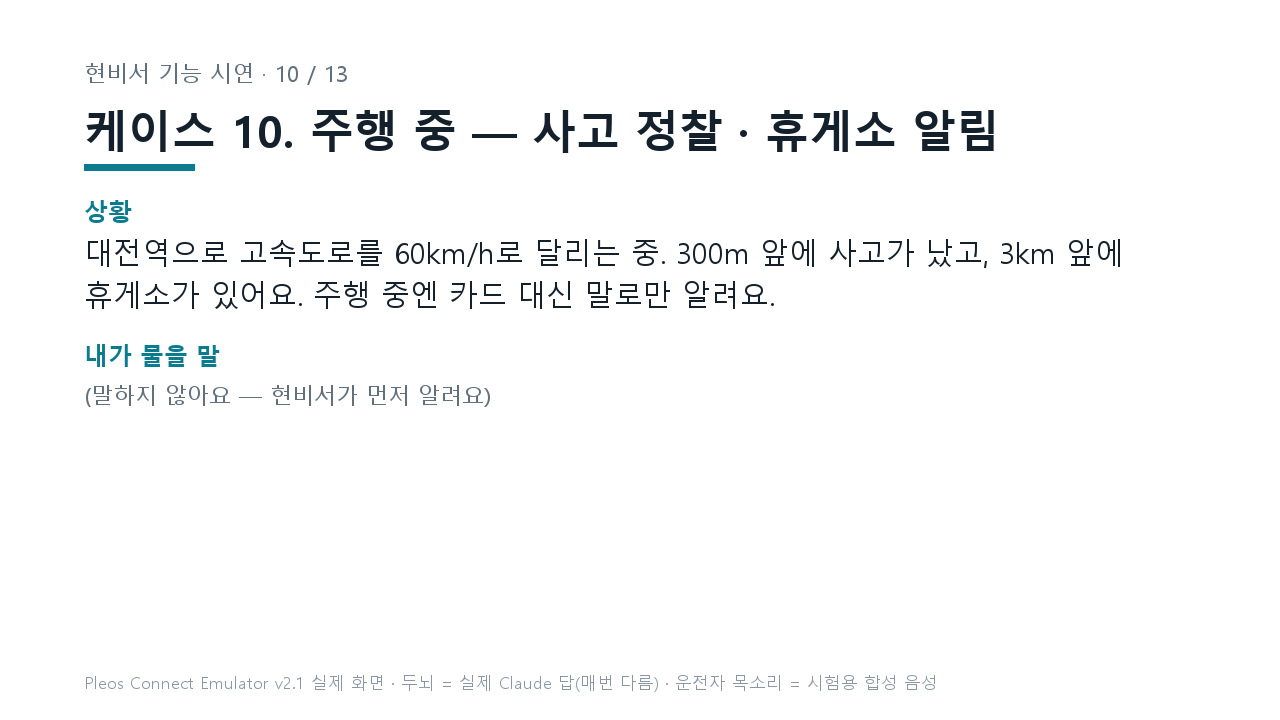 현비서 기능 시연 · 10 / 13
케이스 10. 주행 중 — 사고 정찰 · 휴게소 알림
상황
대전역으로 고속도로를 60km/h로 달리는 중. 300m 앞에 사고가 났고, 3km 앞에
휴게소가 있어요. 주행 중엔 카드 대신 말로만 알려요.
내가 물을 말
(말하지 않아요 — 현비서가 먼저 알려요)
Pleos Connect Emulator v2.1 실제 화면 · 두뇌 = 실제 Claude 답(매번 다름) · 운전자 목소리 = 시험용 합성 음성